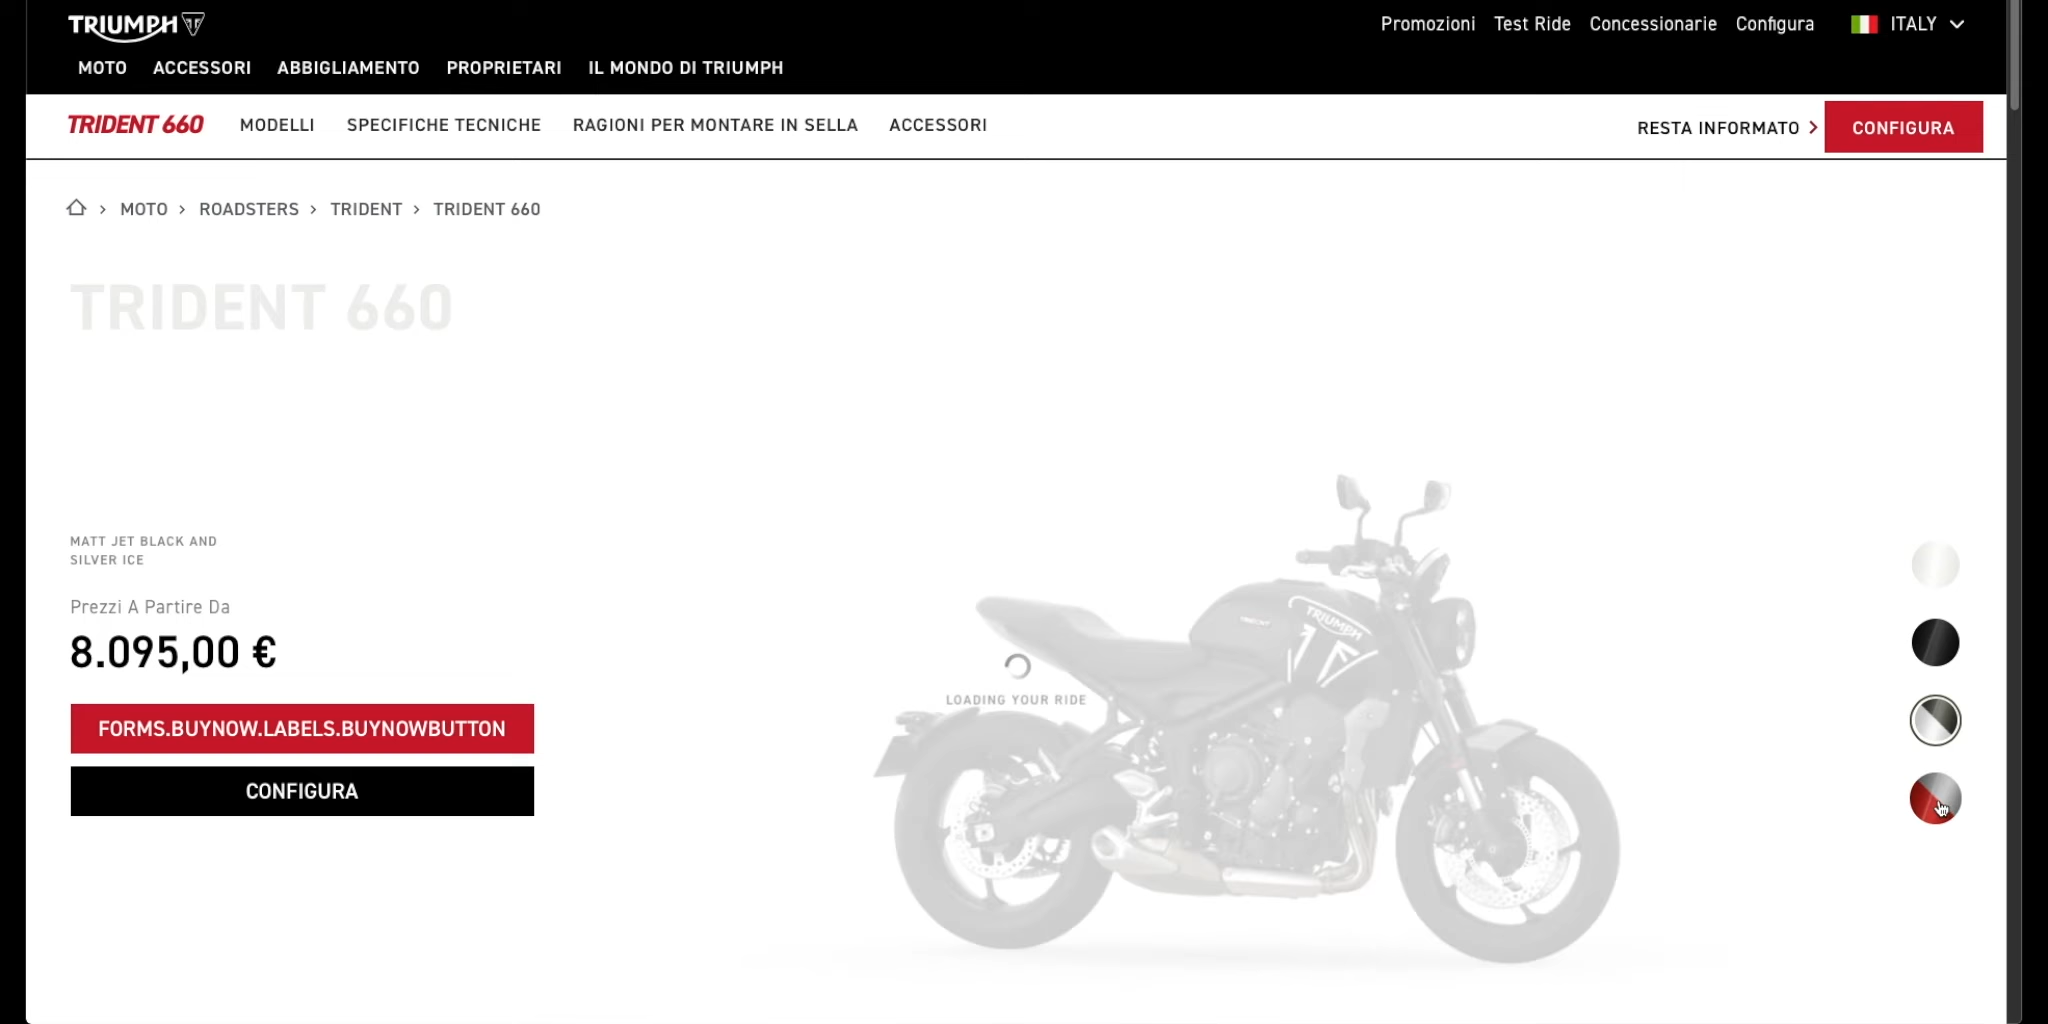 TRIUMPH
Promozioni Test Ride Concessionarie Configura ITALY
MOTO ACCESSORI ABBIGLIAMENTO PROPRIETARI IL MONDO DI TRIUMPH
TRIDENT 660 MODELLI SPECIFICHE TECNICHE RAGIONI PER MONTARE IN SELLA ACCESSORI RESTA INFORMATO CONFIGURA
MOTO > ROADSTERS > TRIDENT > TRIDENT 660
TRIDENT 660
MATT JET BLACK AND
SILVER ICE
Prezzi A Partire Da
8.095,00 €
FORMS.BUYNOW.LABELS.BUYNOWBUTTON
CONFIGURA
LOADING YOUR RIDE
TRIDENT
TRIUMPH